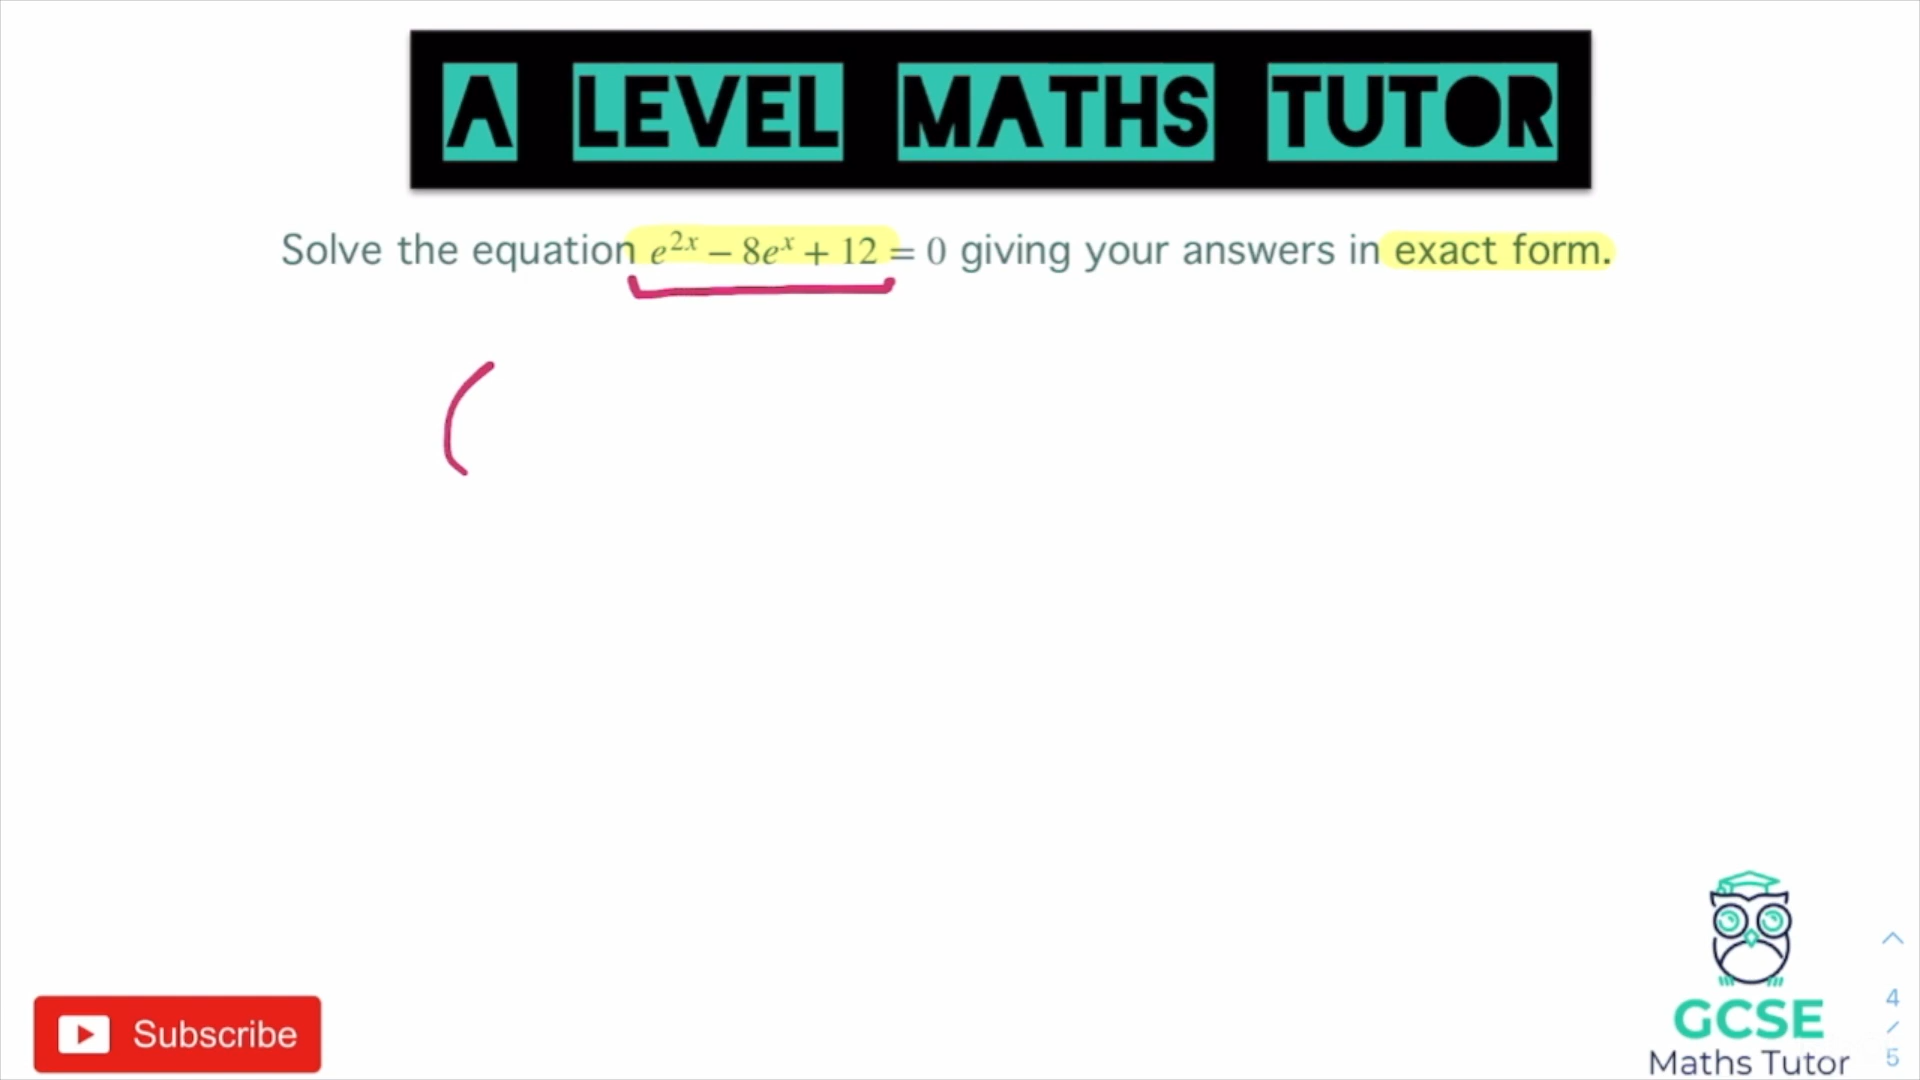 A LEVEL MATHS TUTOR
Solve the equation e^{2x} − 8e^{x} + 12 = 0 giving your answers in exact form.
(
Subscribe
GCSE
Maths Tutor
4
/
5